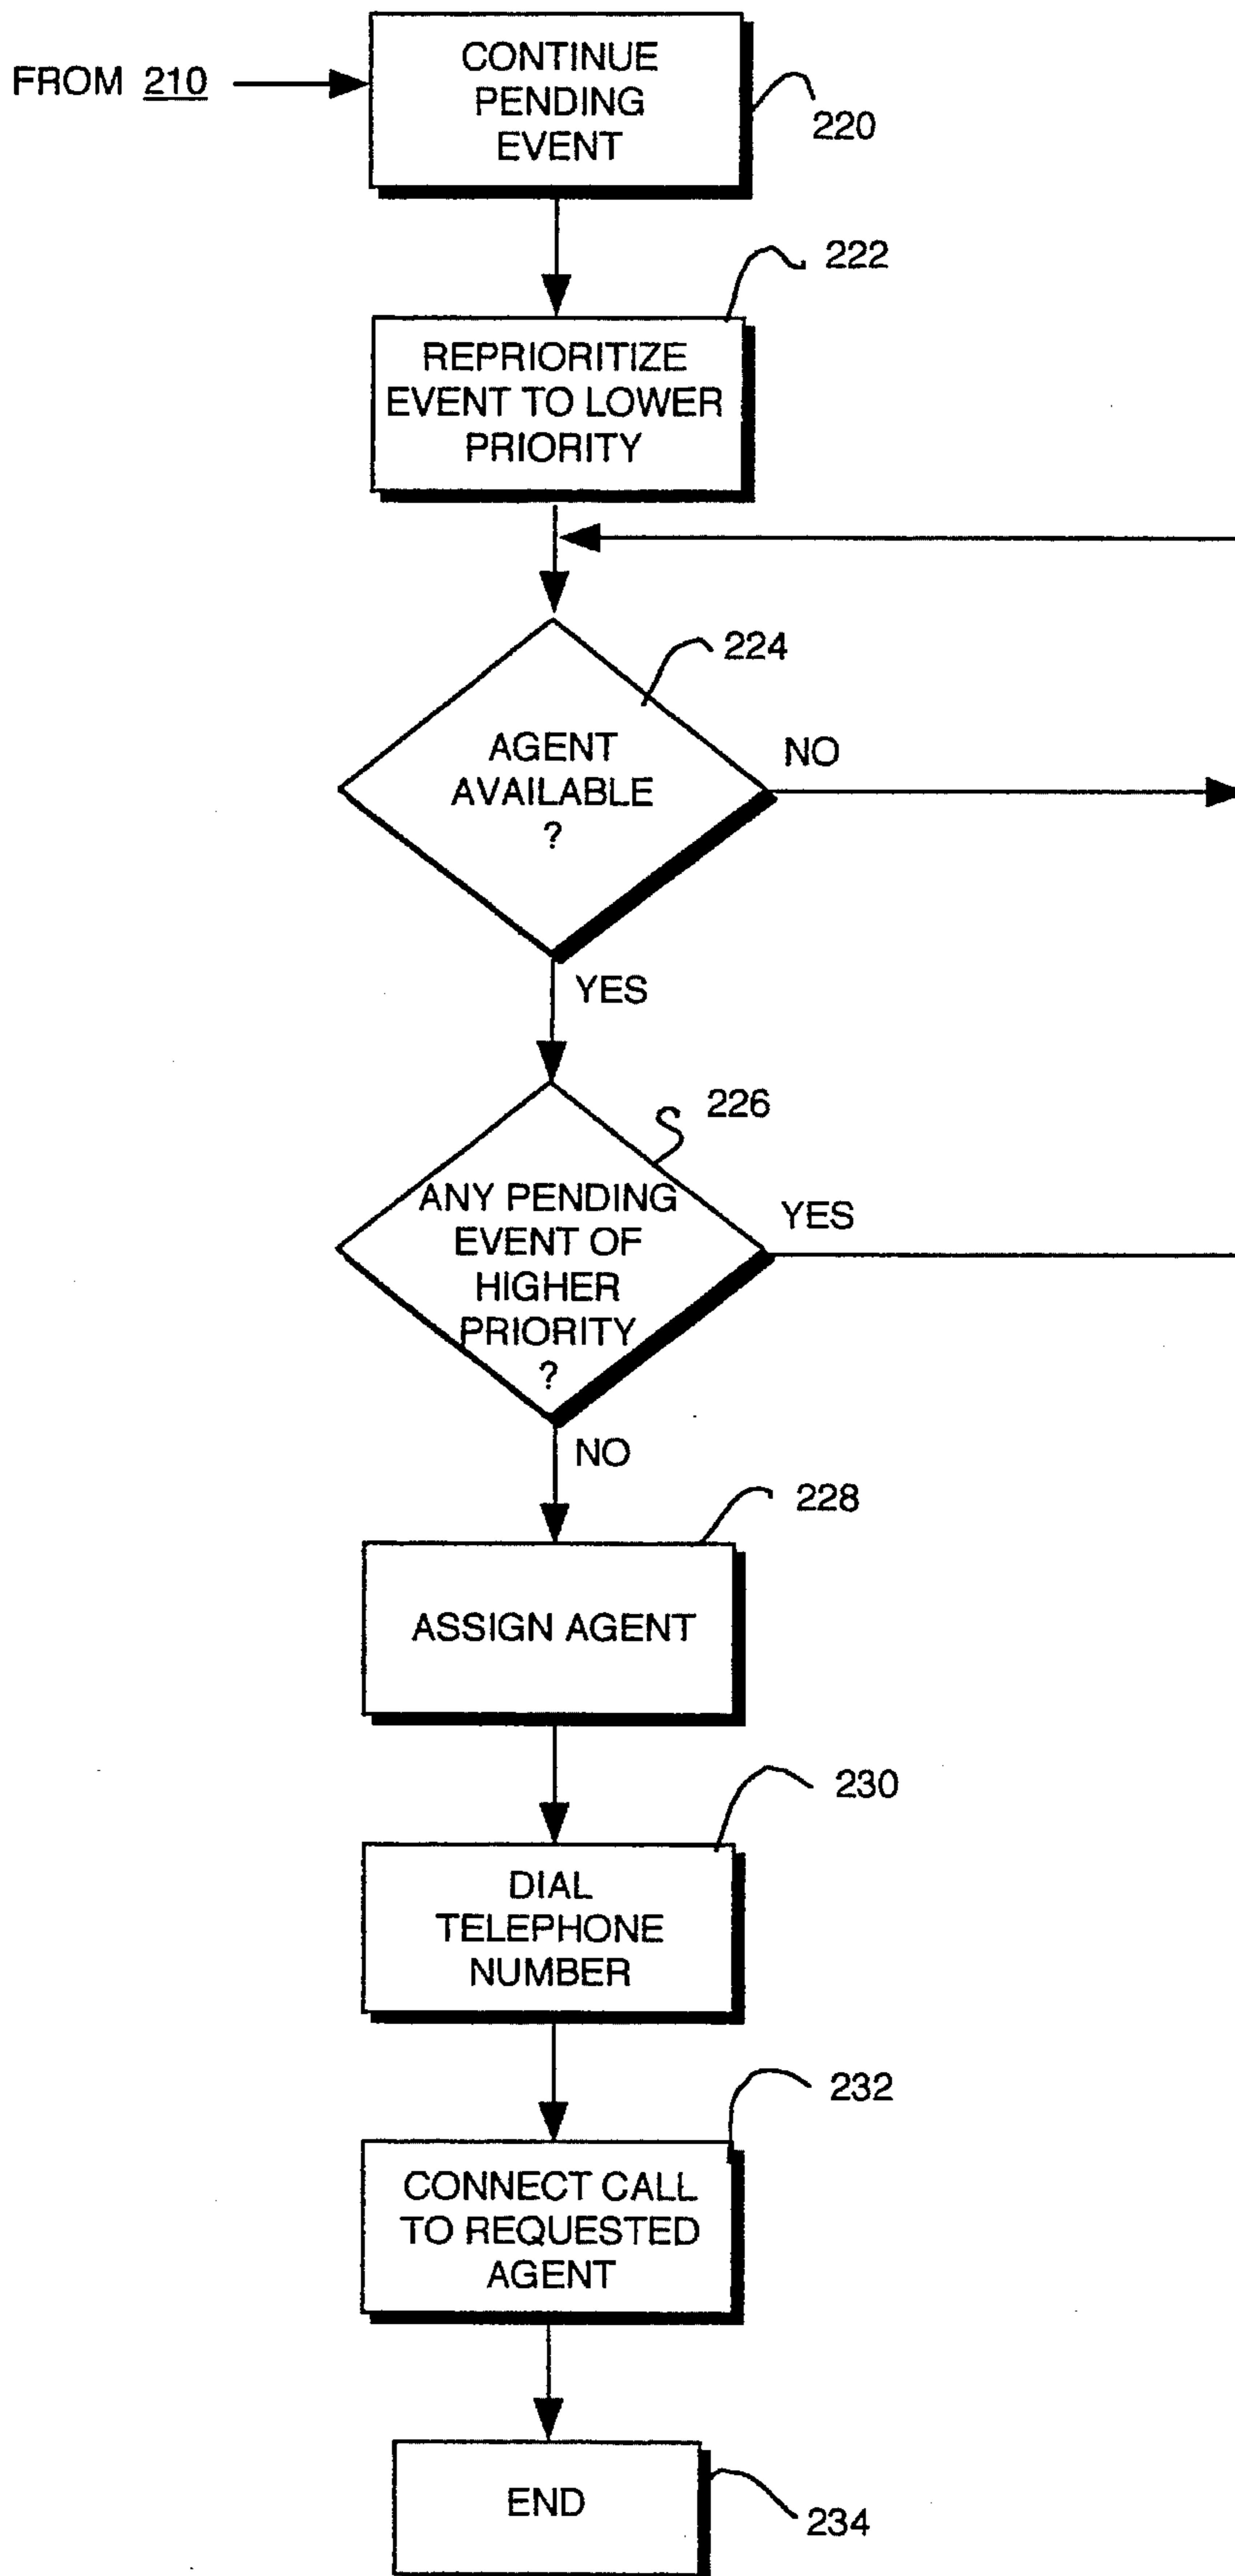 FROM 210
CONTINUE
PENDING
EVENT
220
222
REPRIORITIZE
EVENT TO LOWER
PRIORITY
224
AGENT
AVAILABLE
?
NO
YES
226
ANY PENDING
EVENT OF
HIGHER
PRIORITY
?
YES
NO
228
ASSIGN AGENT
230
DIAL
TELEPHONE
NUMBER
232
CONNECT CALL
TO REQUESTED
AGENT
END
234